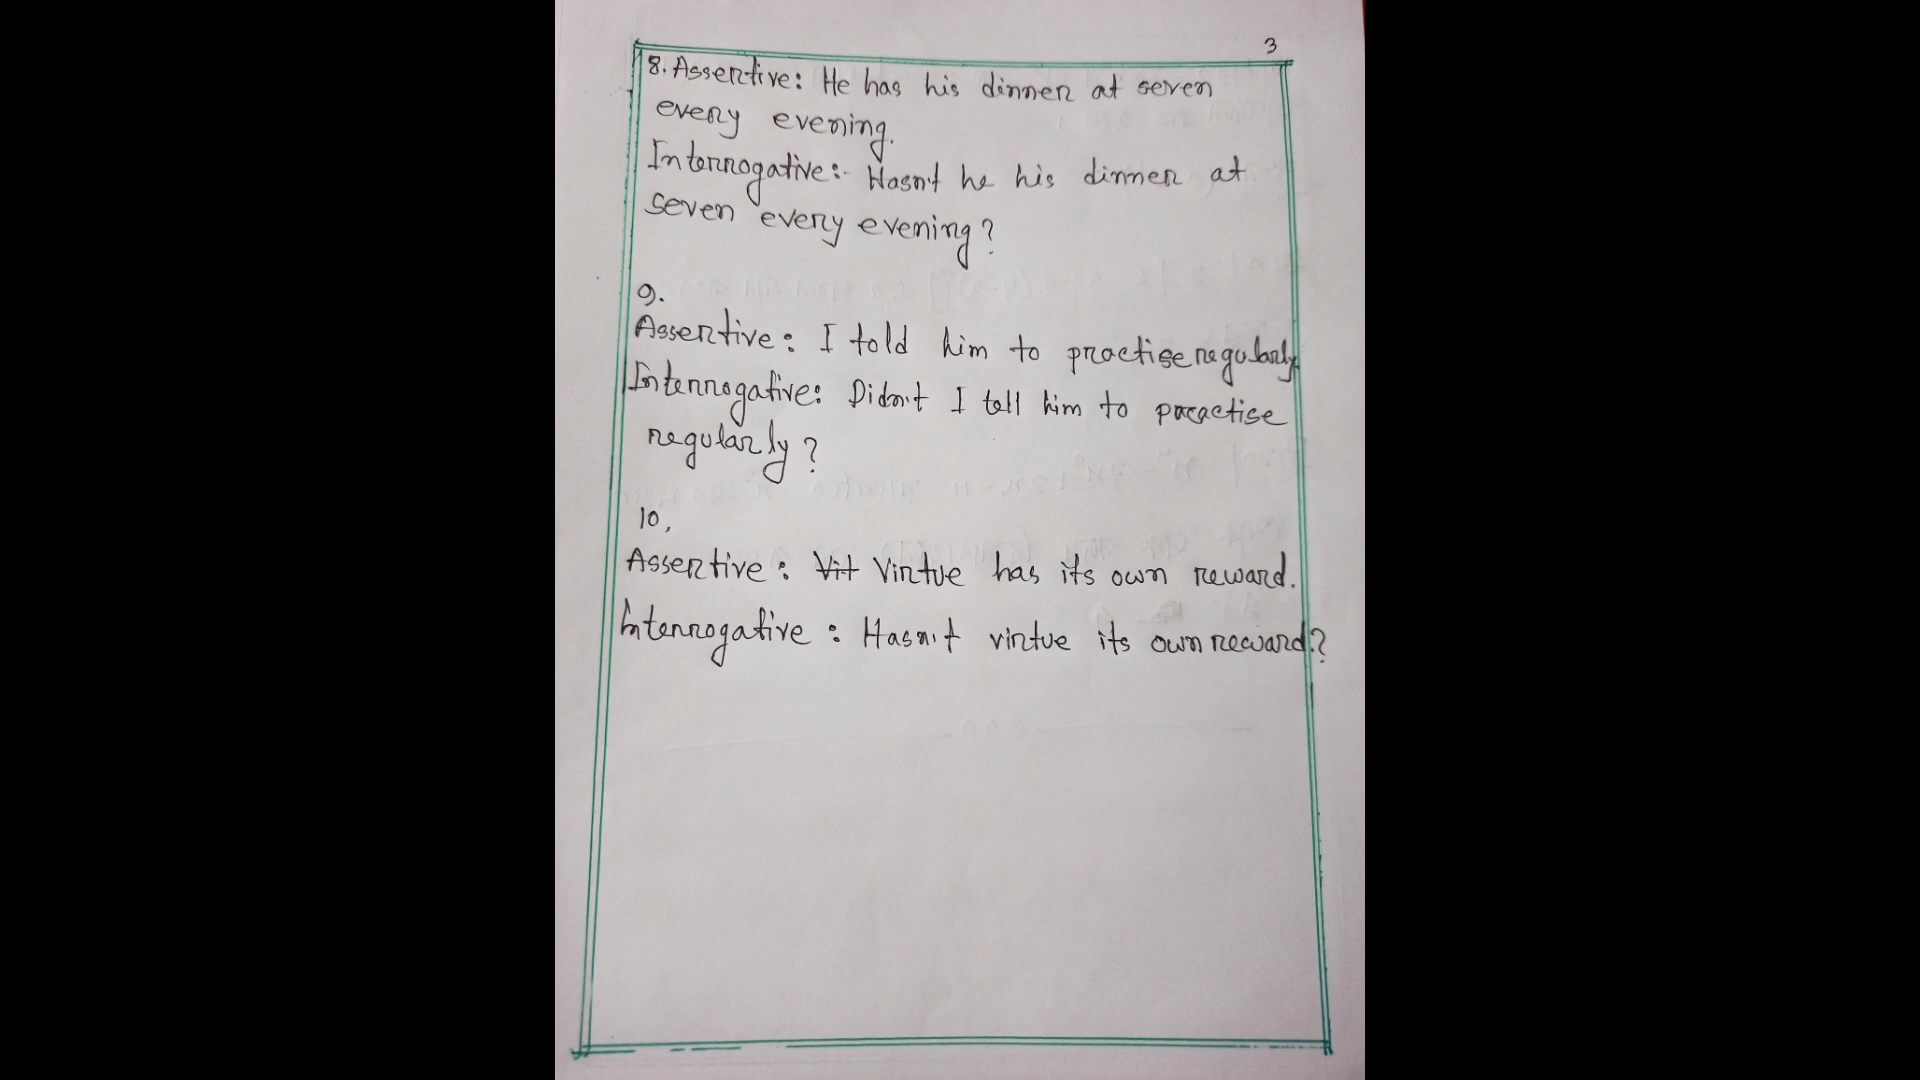 3
8. Assertive: He has his dinner at seven
every evening.
Interrogative:- Hasn't he his dinner at
seven every evening?
9.
Assertive: I told him to practise regularly.
Interrogative: Didn't I tell him to practise
regularly?
10,
Assertive: Vit Virtue has its own reward.
Interrogative: Hasn't virtue its own reward?